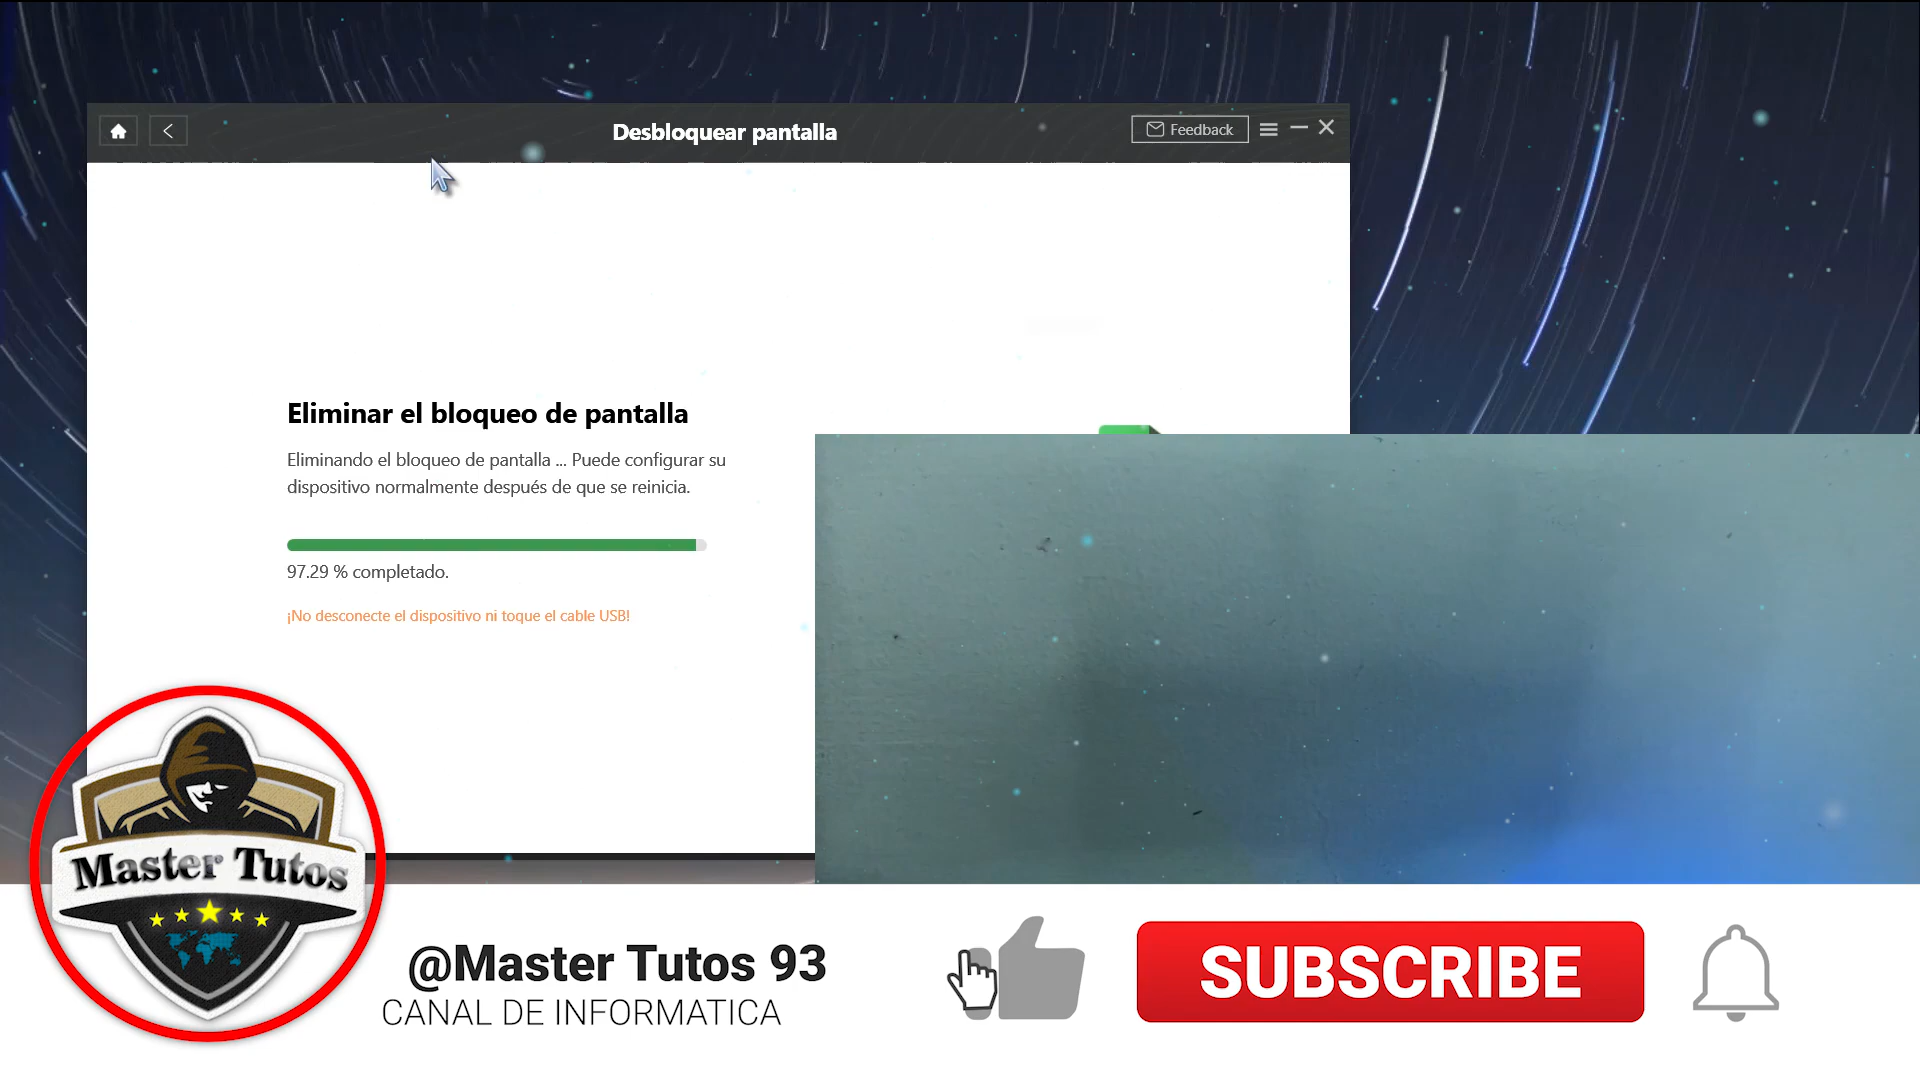 Desbloquear pantalla
Feedback
Eliminar el bloqueo de pantalla
Eliminando el bloqueo de pantalla ... Puede configurar su
dispositivo normalmente después de que se reinicia.
97.29 % completado.
¡No desconecte el dispositivo ni toque el cable USB!
Master Tutos
@Master Tutos 93
CANAL DE INFORMATICA
SUBSCRIBE